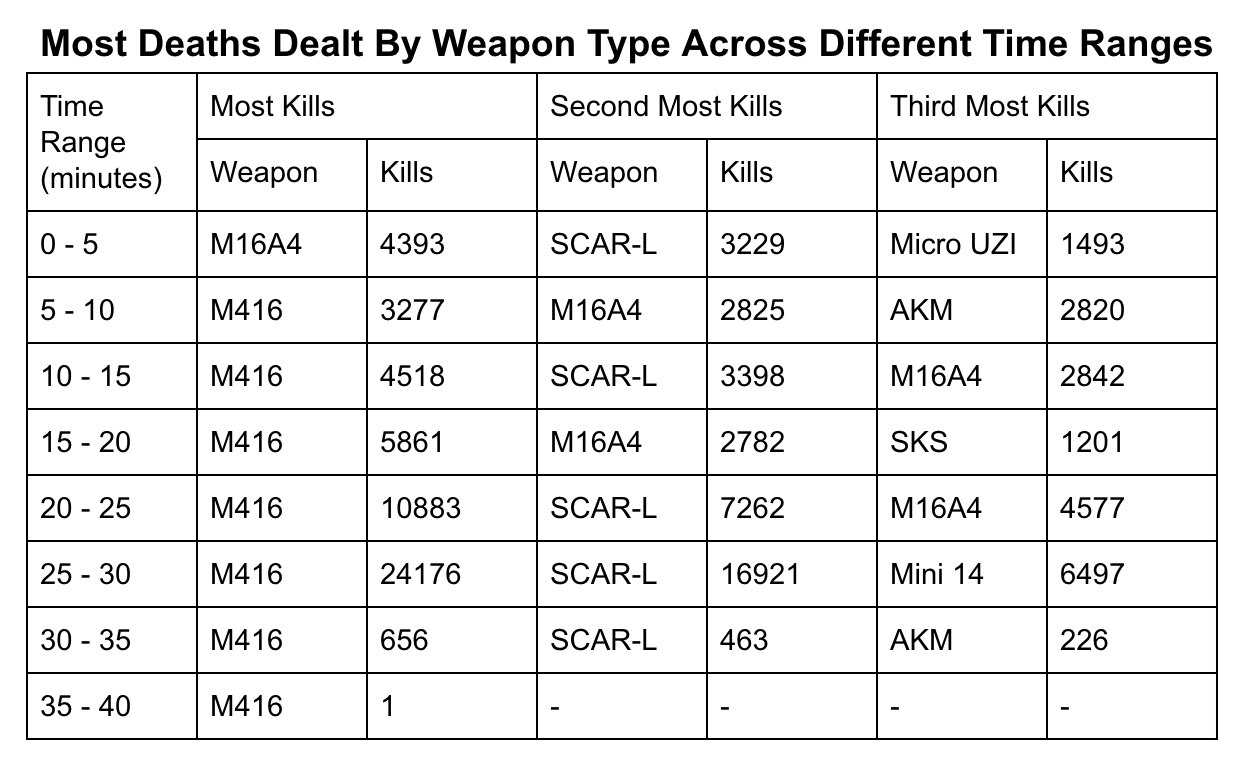 Most Deaths Dealt By Weapon Type Across Different Time Ranges
Time Range (minutes) Most Kills Second Most Kills Third Most Kills
Weapon Kills Weapon Kills Weapon Kills
0 - 5 M16A4 4393 SCAR-L 3229 Micro UZI 1493
5 - 10 M416 3277 M16A4 2825 AKM 2820
10 - 15 M416 4518 SCAR-L 3398 M16A4 2842
15 - 20 M416 5861 M16A4 2782 SKS 1201
20 - 25 M416 10883 SCAR-L 7262 M16A4 4577
25 - 30 M416 24176 SCAR-L 16921 Mini 14 6497
30 - 35 M416 656 SCAR-L 463 AKM 226
35 - 40 M416 1 - - - -